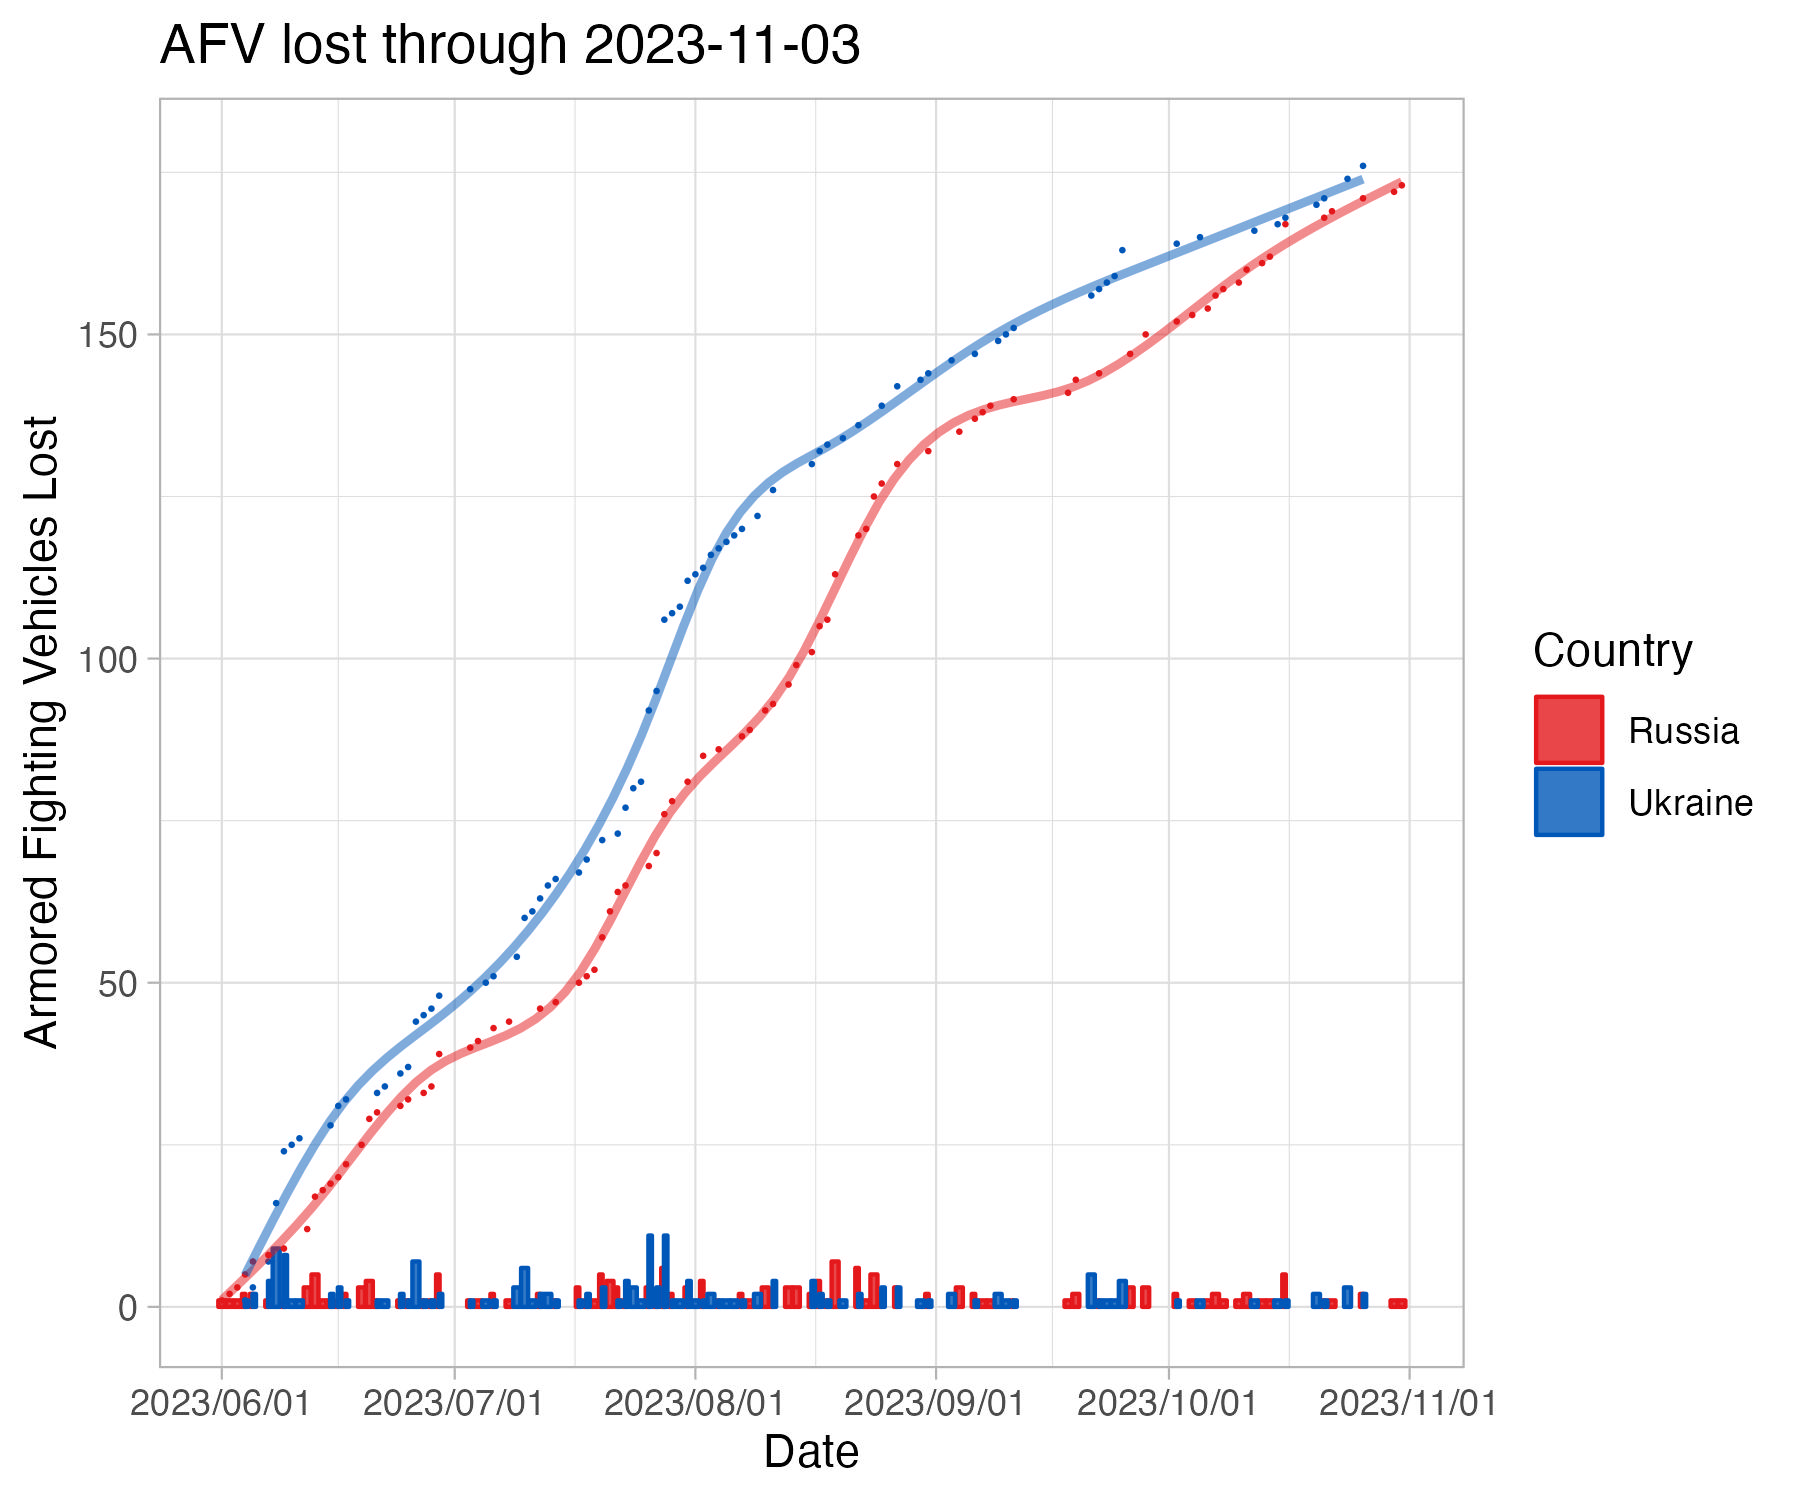 AFV lost through 2023-11-03
Armored Fighting Vehicles Lost
150
100
50
0
2023/06/01
2023/07/01
2023/08/01
2023/09/01
2023/10/01
2023/11/01
Date
Country
Russia
Ukraine